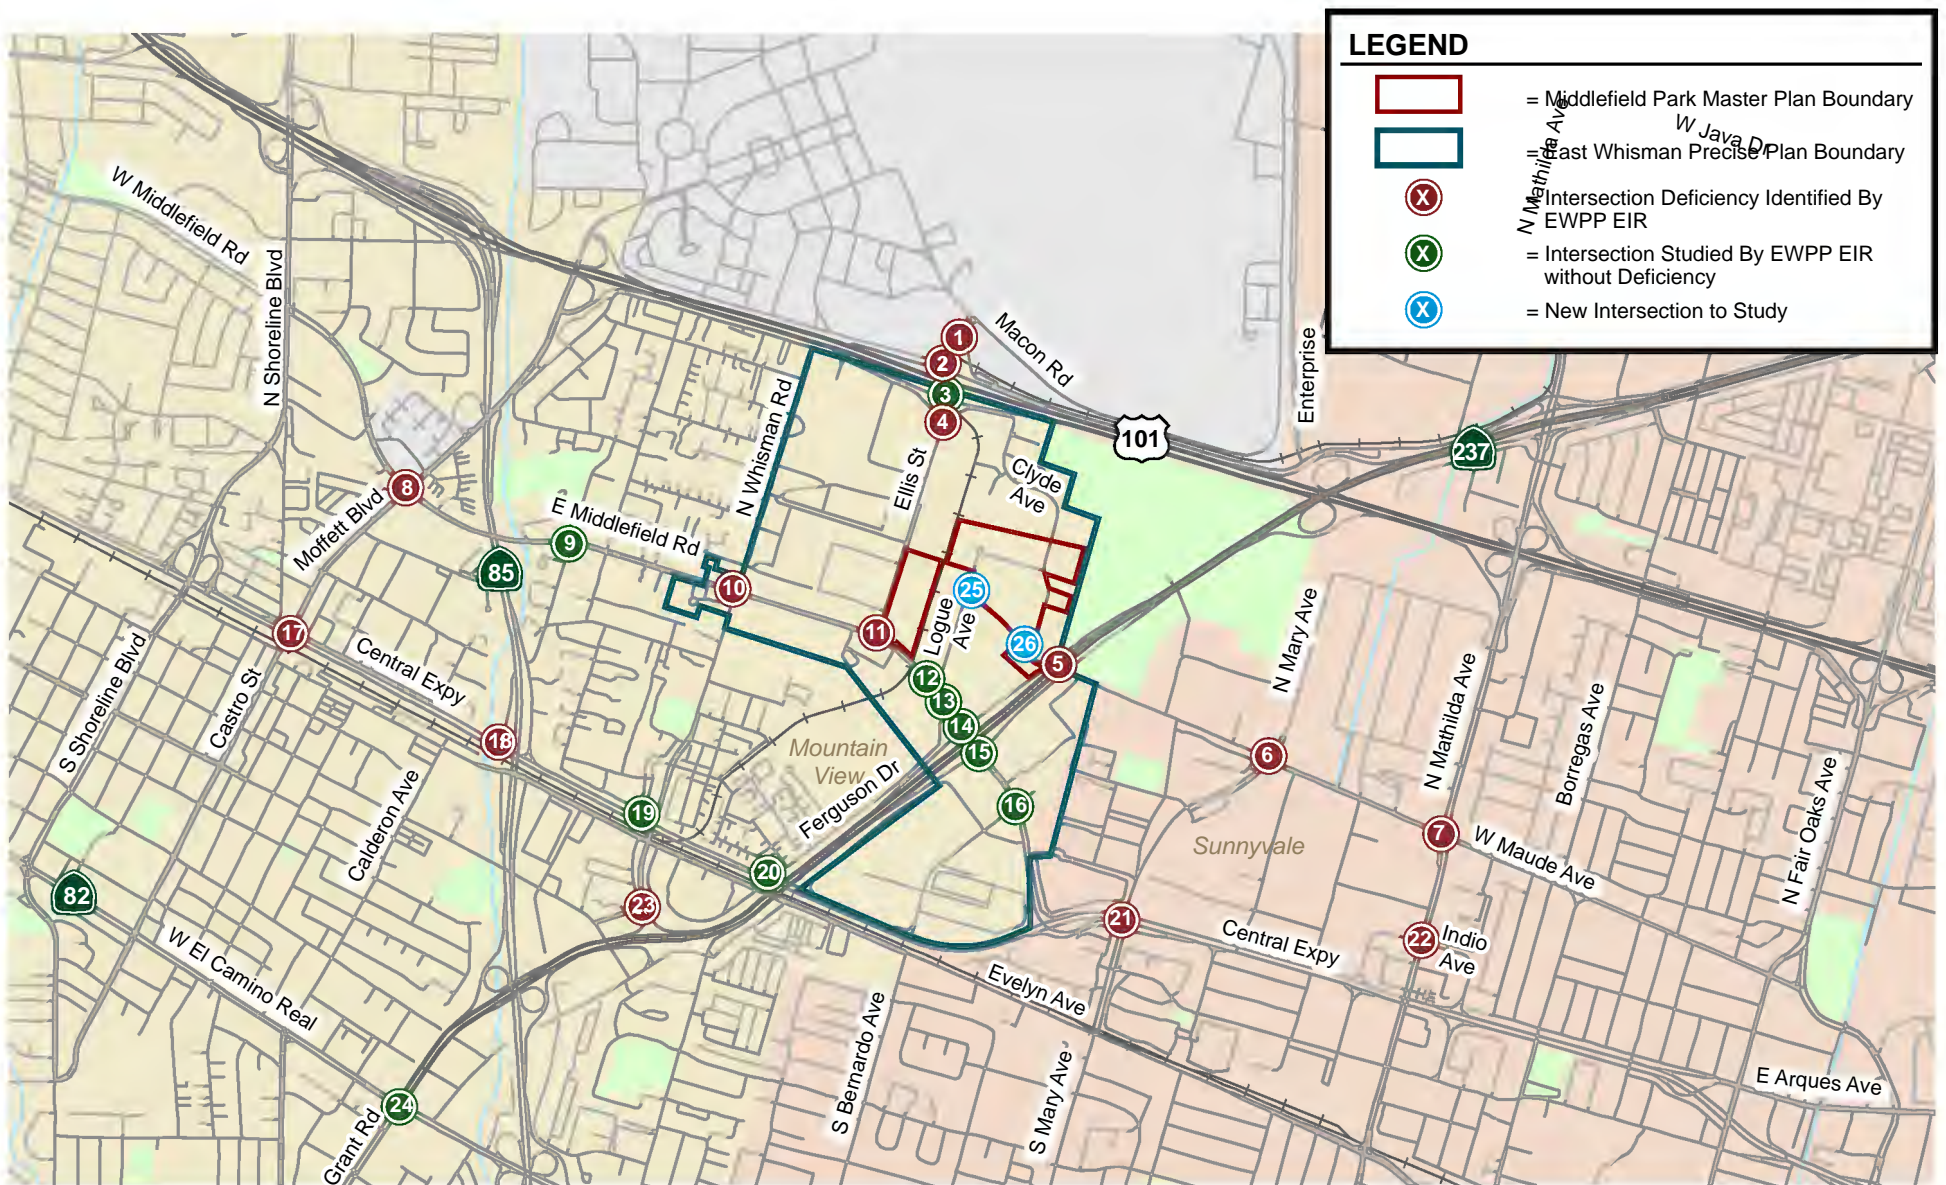 LEGEND
= Middlefield Park Master Plan Boundary
= East Whisman Precise Plan Boundary
X
Intersection Deficiency Identified By
EWPP EIR
X
= Intersection Studied By EWPP EIR
without Deficiency
X
= New Intersection to Study
N Mathilda Ave
W Java Dr
W Middlefield Rd
N Shoreline Blvd
Macon Rd
Enterprise
1
2
3
4
101
237
N Whisman Rd
Ellis St
Clyde
Ave
8
Moffett Blvd
E Middlefield Rd
9
85
10
11
Logue
Ave
25
26
5
N Mary Ave
17
Central Expy
S Shoreline Blvd
Castro St
12
13
14
15
16
Mountain
View
Ferguson Dr
18
19
20
Calderon Ave
6
N Mathilda Ave
Borregas Ave
7
Sunnyvale
W Maude Ave
N Fair Oaks Ave
82
23
21
22
Indio
Ave
Central Expy
W El Camino Real
Evelyn Ave
S Bernardo Ave
S Mary Ave
E Arques Ave
24
Grant Rd